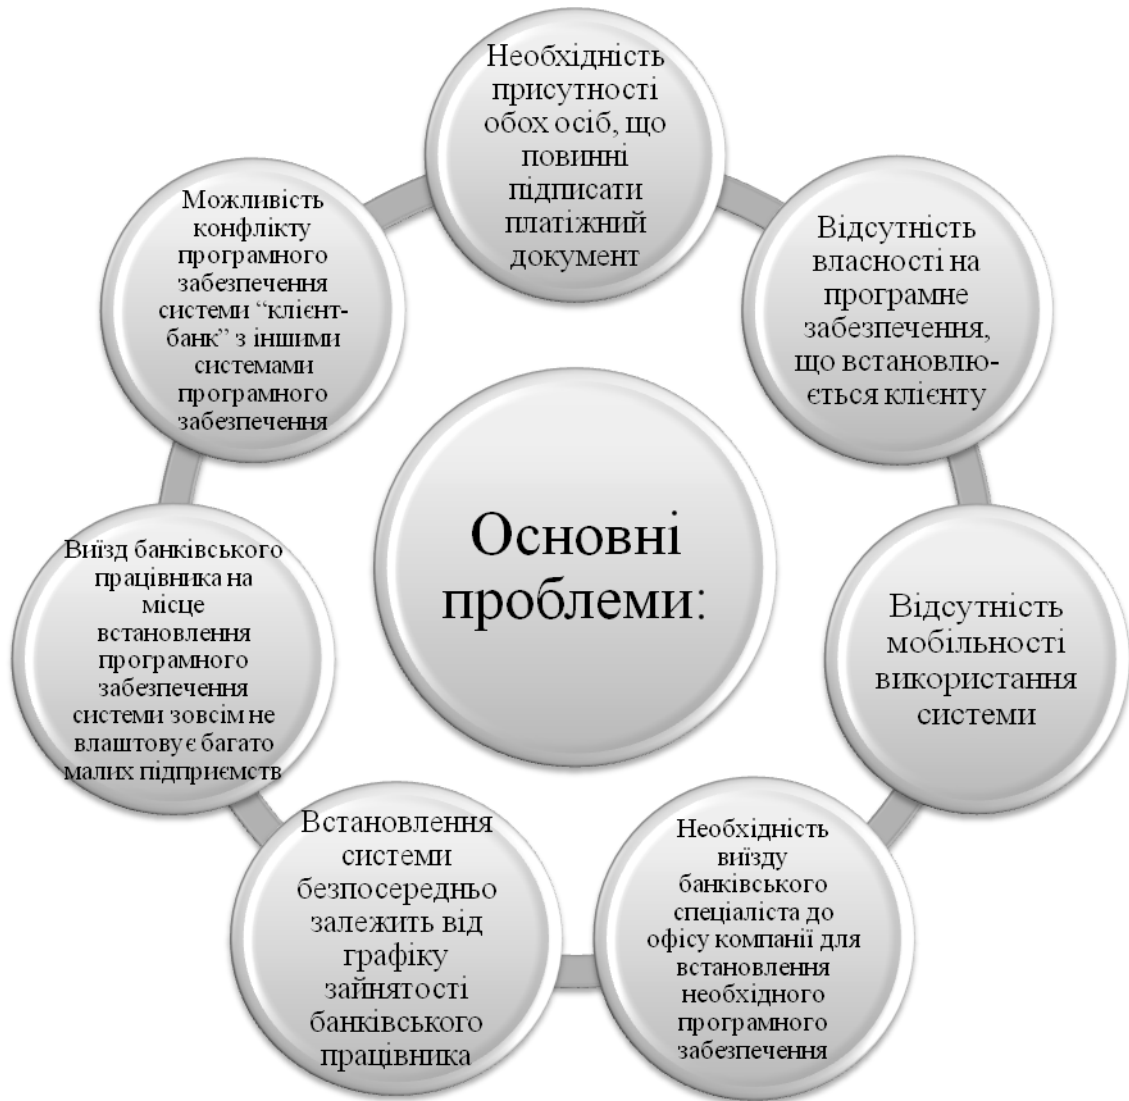 Необхідність
присутності
обох осіб, що
повинні
підписати
платіжний
документ
Відсутність
власності на
програмне
забезпечення,
що встановлю-
ється клієнту
Відсутність
мобільності
використання
системи
Необхідність
виїзду
банківського
спеціаліста до
офісу компанії для
встановлення
необхідного
програмного
забезпечення
Встановлення
системи
безпосередньо
залежить від
графіку
зайнятості
банківського
працівника
Виїзд банківського
працівника на
місце
встановлення
програмного
забезпечення
системи зовсім не
влаштовує багато
малих підприємств
Можливість
конфлікту
програмного
забезпечення
системи “клієнт-
банк” з іншими
системами
програмного
забезпечення
Основні
проблеми: